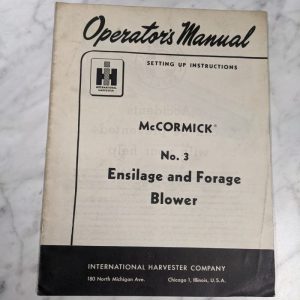 Operator's Manual
SETTING UP INSTRUCTIONS
IH
INTERNATIONAL
HARVESTER
McCORMICK®
No. 3
Ensilage and Forage
Blower
INTERNATIONAL HARVESTER COMPANY
180 North Michigan Ave. Chicago 1, Illinois, U.S.A.